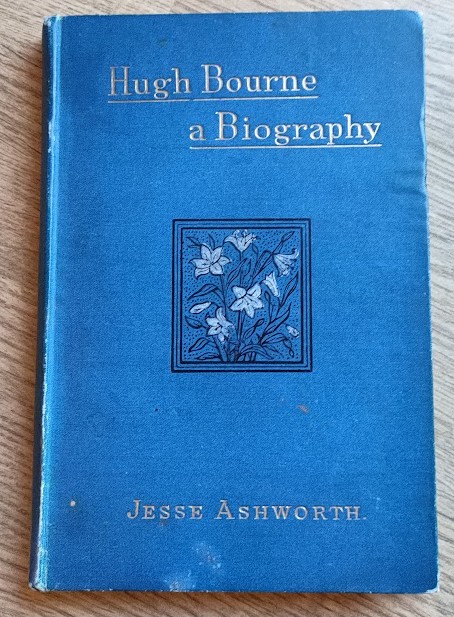 Hugh Bourne
a Biography
JESSE ASHWORTH.